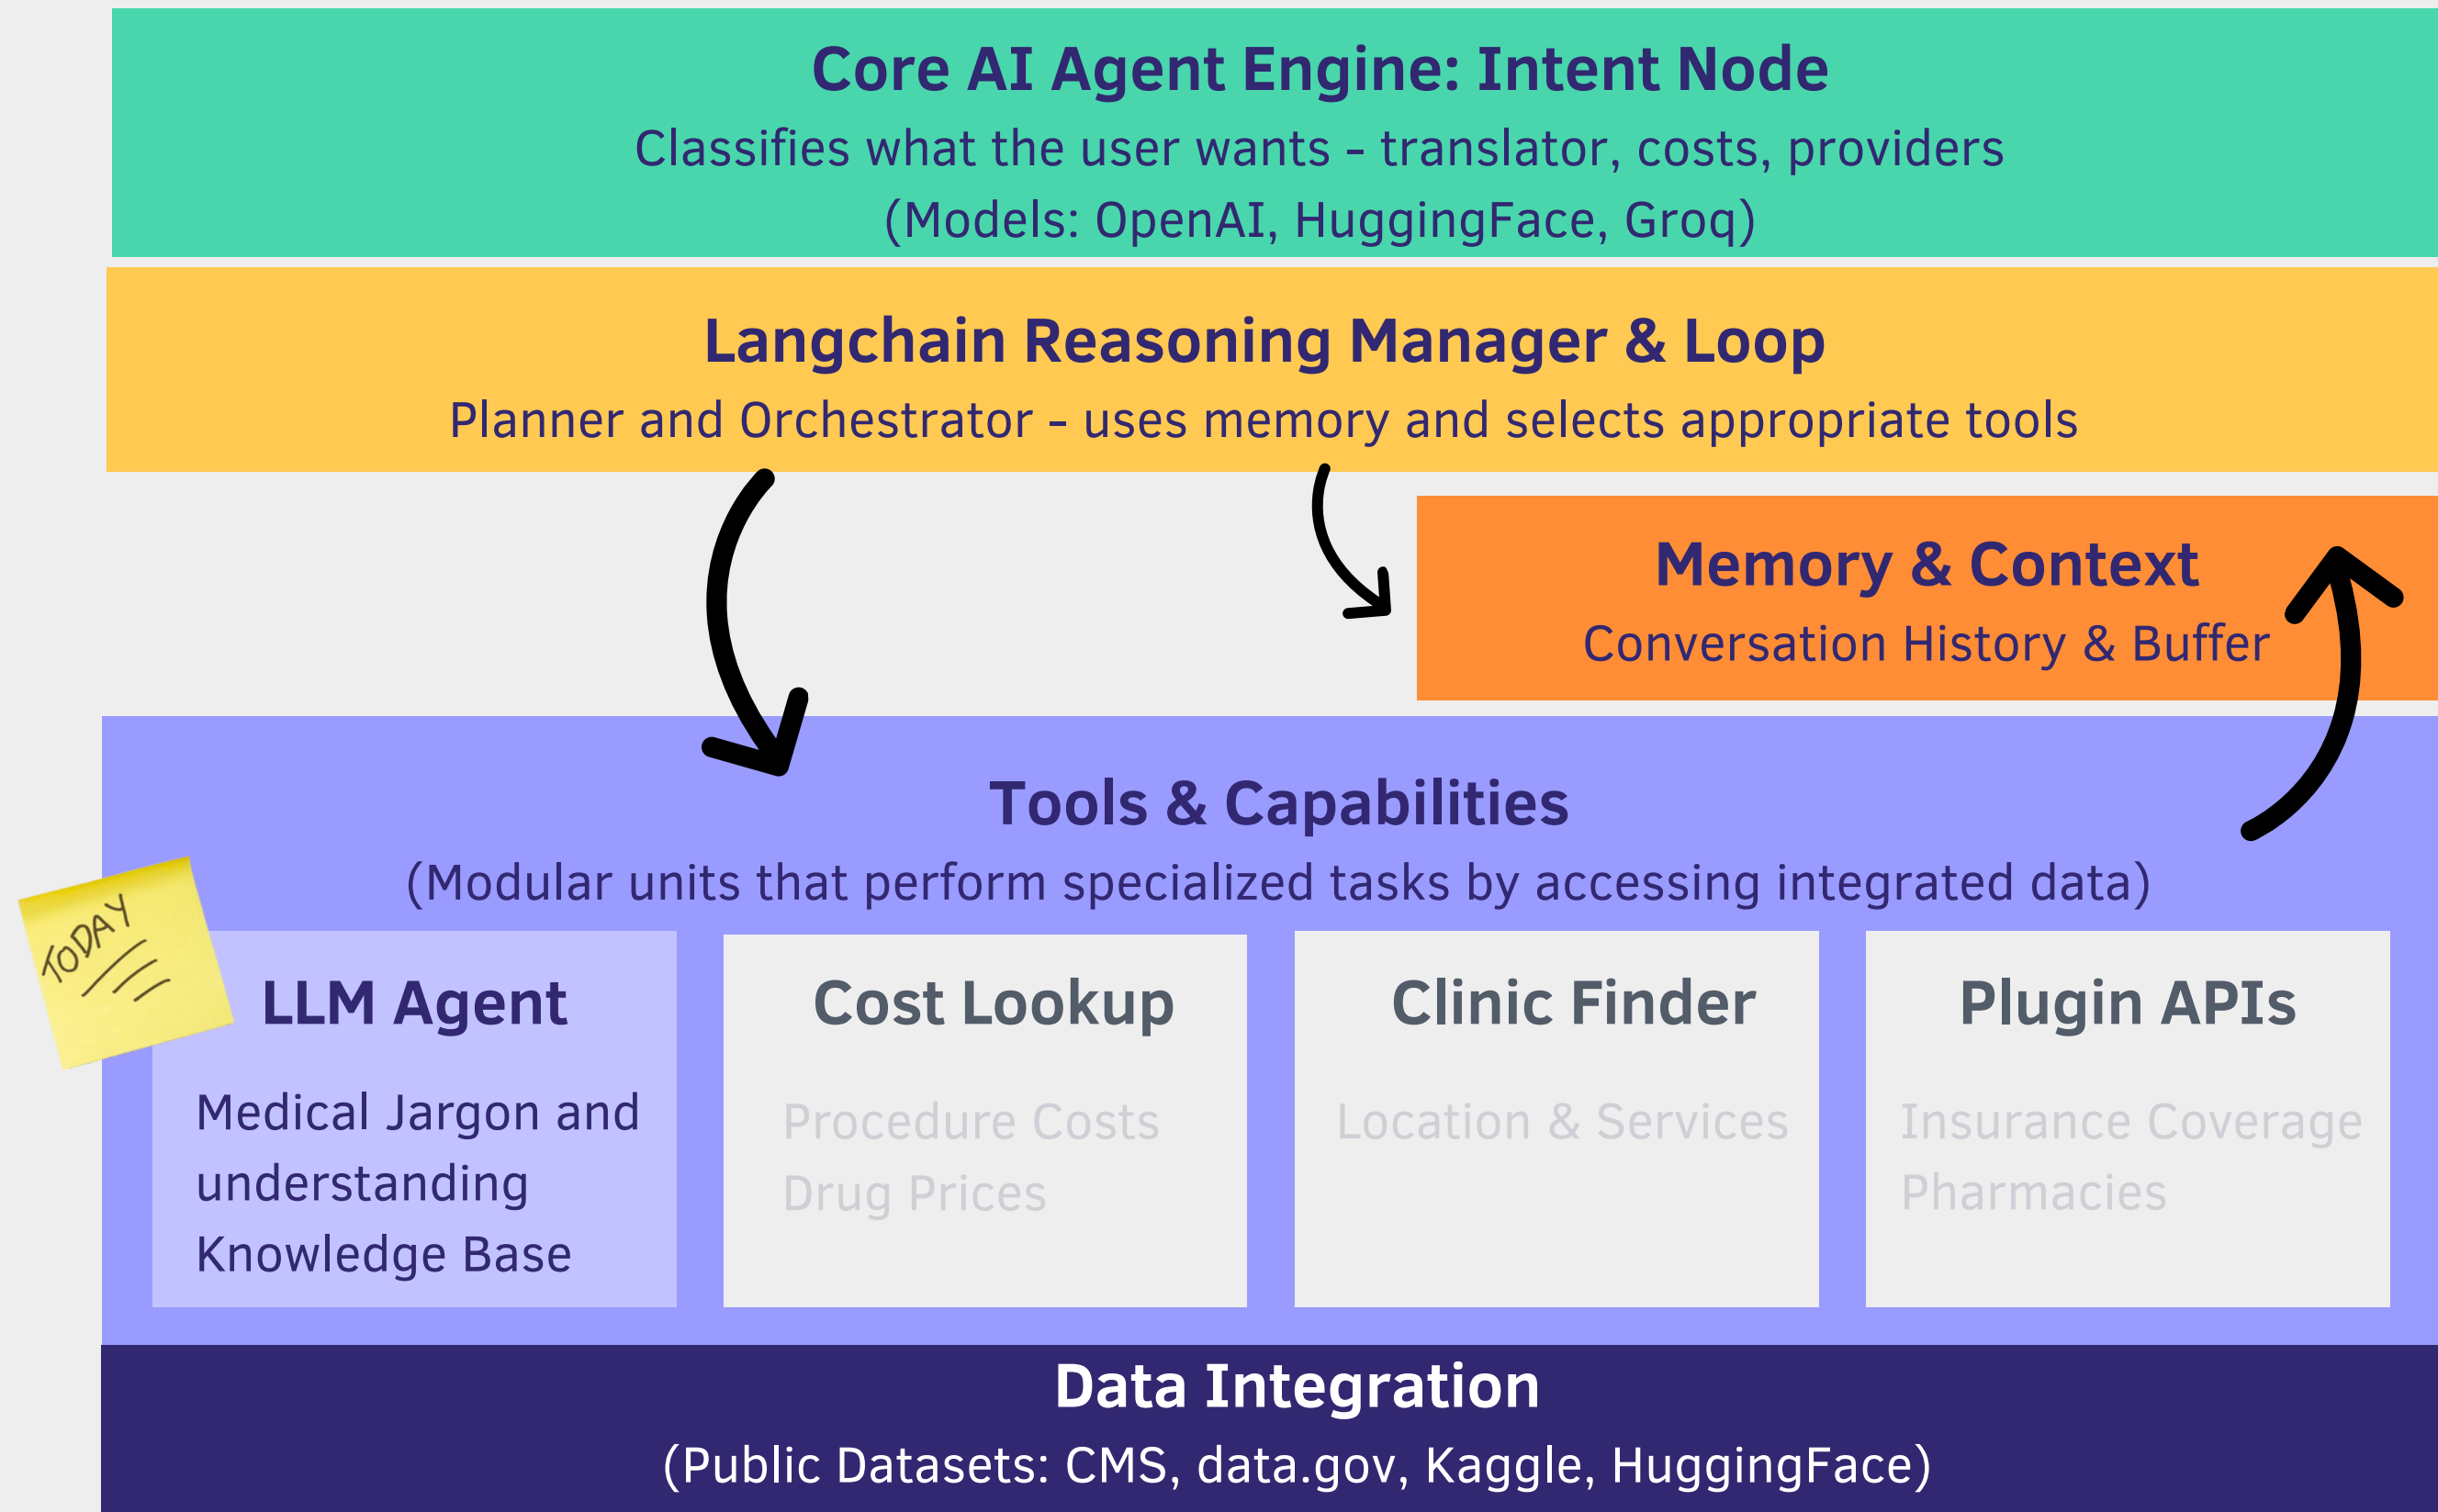 Core AI Agent Engine: Intent Node
Classifies what the user wants - translator, costs, providers
(Models: OpenAI, HuggingFace, Groq)
Langchain Reasoning Manager & Loop
Planner and Orchestrator - uses memory and selects appropriate tools
Memory & Context
Conversation History & Buffer
Tools & Capabilities
(Modular units that perform specialized tasks by accessing integrated data)
TODAY
LLM Agent
Medical Jargon and
understanding
Knowledge Base
Cost Lookup
Procedure Costs
Drug Prices
Clinic Finder
Location & Services
Plugin APIs
Insurance Coverage
Pharmacies
Data Integration
(Public Datasets: CMS, data.gov, Kaggle, HuggingFace)